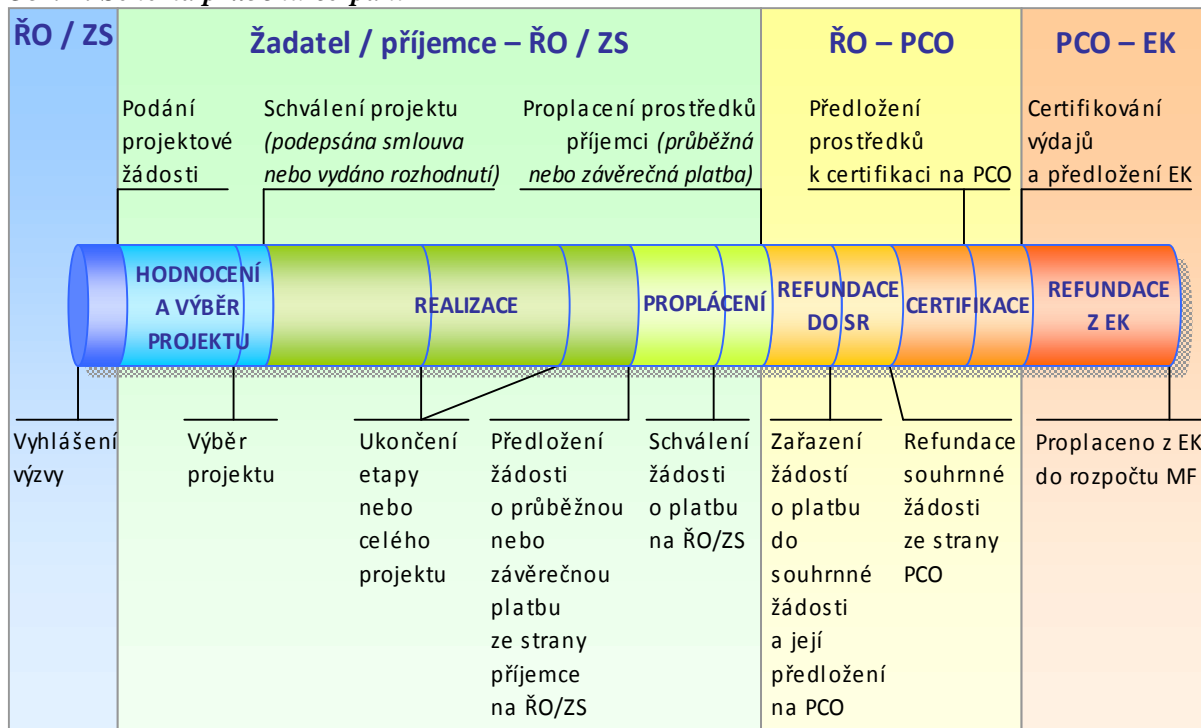 ŘO / ZS
Žadatel / příjemce – ŘO / ZS
ŘO – PCO
PCO – EK
Podání
projektové
žádosti
Schválení projektu
(podepsána smlouva
nebo vydáno rozhodnutí)
Proplacení prostředků
příjemci (průběžná
nebo závěrečná platba)
Předložení
prostředků
k certifikaci na PCO
Certifikování
výdajů
a předložení EK
HODNOCENÍ
A VÝBĚR
PROJEKTU
REALIZACE
PROPLÁCENÍ
REFUNDACE
DO SR
CERTIFIKACE
REFUNDACE
Z EK
Vyhlášení
výzvy
Výběr
projektu
Ukončení
etapy
nebo
celého
projektu
Předložení
žádosti
o průběžnou
nebo
závěrečnou
platbu
ze strany
příjemce
na ŘO/ZS
Schválení
žádosti
o platbu
na ŘO/ZS
Zařazení
žádostí
o platbu
do
souhrnné
žádosti
a její
předložení
na PCO
Refundace
souhrnné
žádosti
ze strany
PCO
Proplaceno z EK
do rozpočtu MF